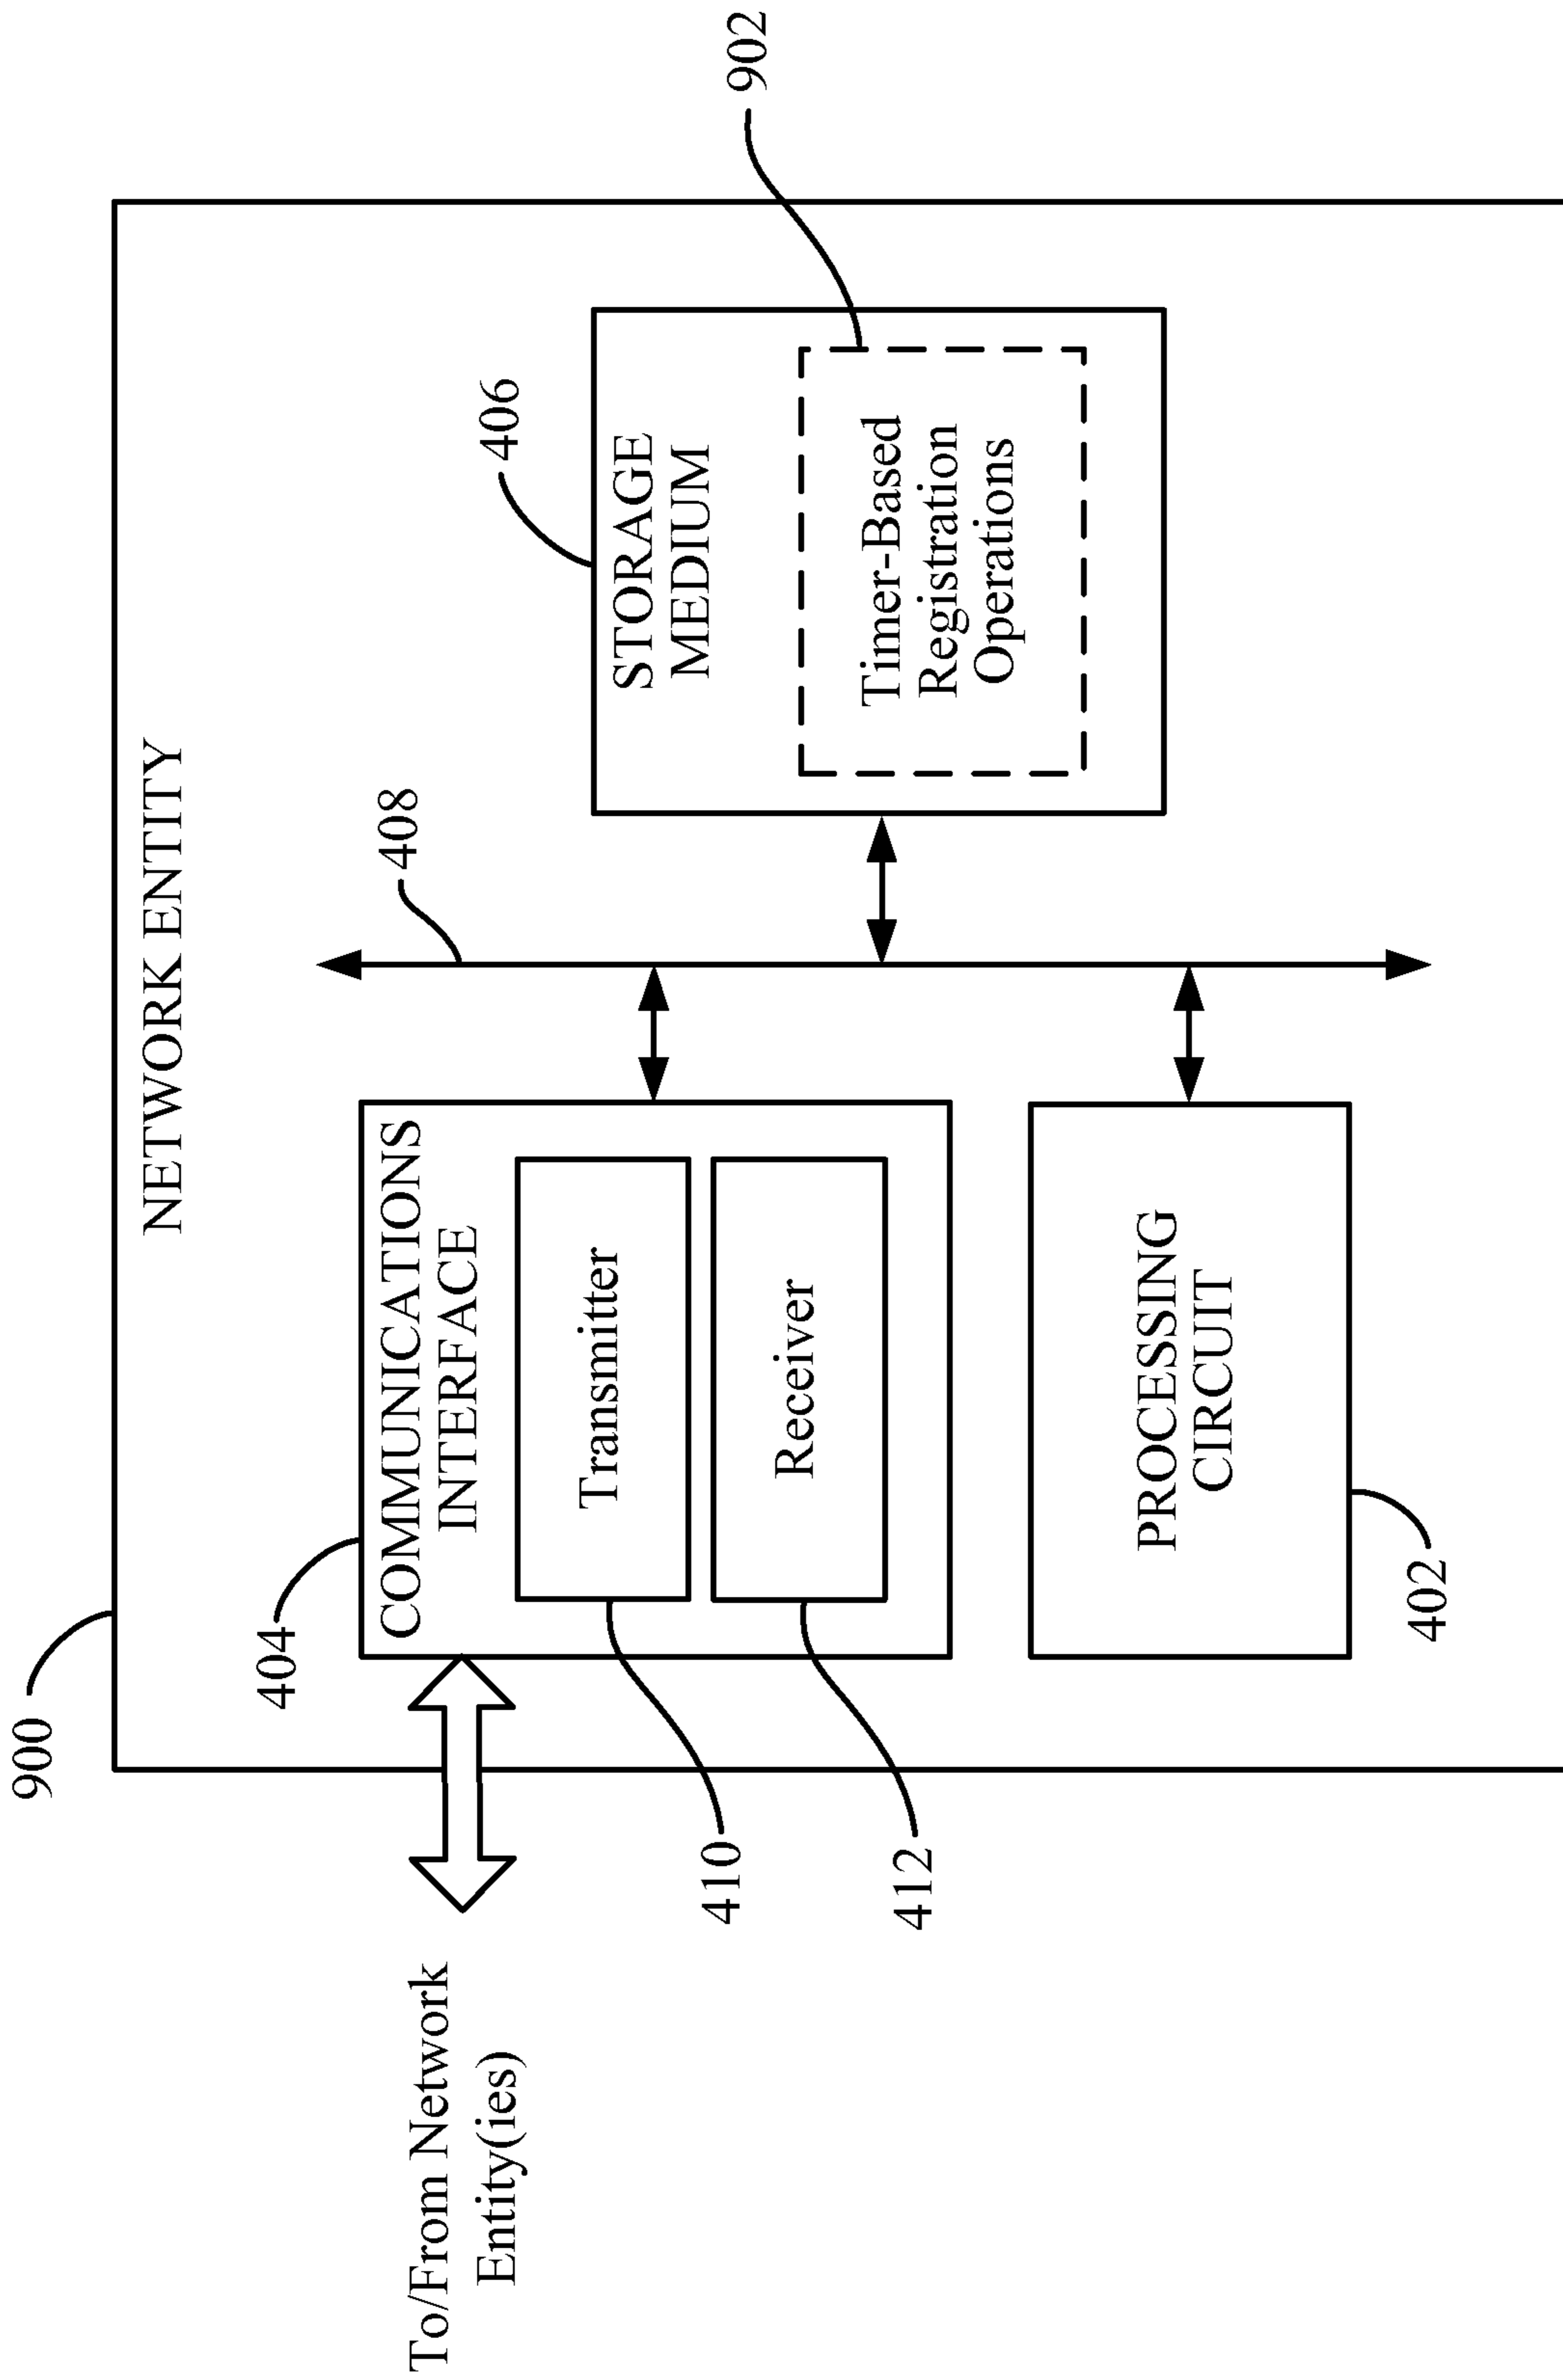 900
NETWORK ENTITY
404
408
406
902
COMMUNICATIONS
INTERFACE
STORAGE
MEDIUM
To/From Network
Entity(ies)
Transmitter
Receiver
Timer-Based
Registration
Operations
410
412
PROCESSING
CIRCUIT
402